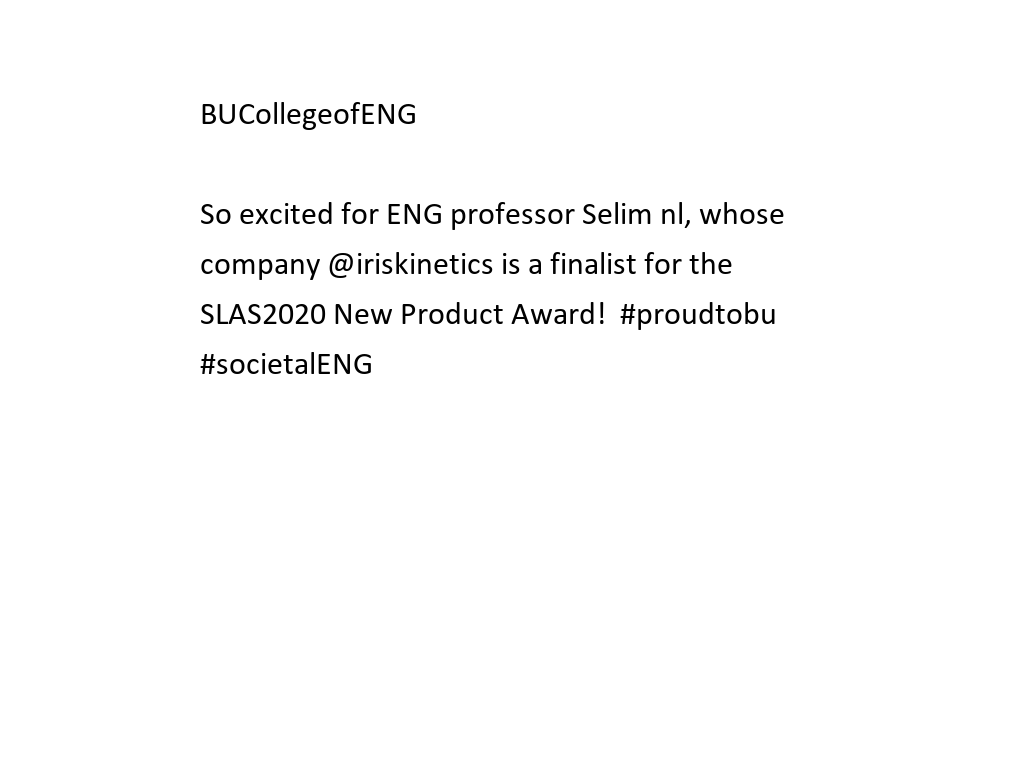 BUCollegeofENG
So excited for ENG professor Selim nl, whose
company @iriskinetics is a finalist for the
SLAS2020 New Product Award!  #proudtobu
#societalENG